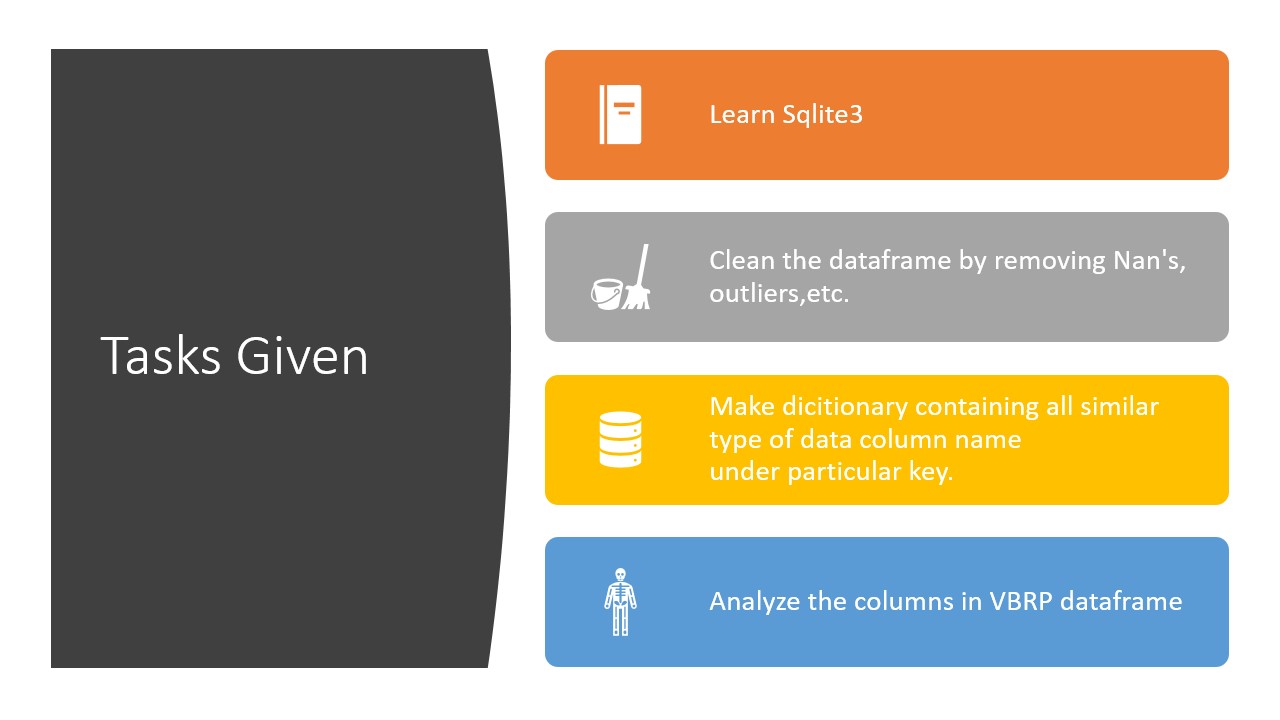 Tasks Given
Learn Sqlite3
Clean the dataframe by removing Nan's,
outliers,etc.
Make dicitionary containing all similar
type of data column name
under particular key.
Analyze the columns in VBRP dataframe